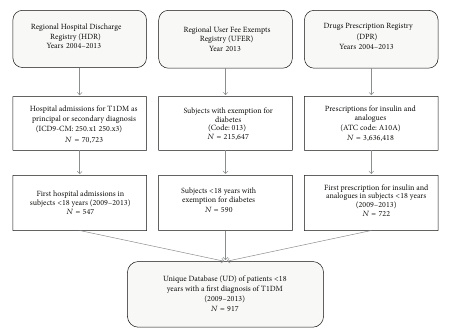 Regional Hospital Discharge
Registry (HDR)
Years 2004–2013
Regional User Fee Exempts
Registry (UFER)
Year 2013
Drugs Prescription Registry
(DPR)
Years 2004–2013
Hospital admissions for T1DM as
principal or secondary diagnosis
(ICD9-CM: 250.x1 250.x3)
N = 70,723
Subjects with exemption for
diabetes
(Code: 013)
N = 215,647
Prescriptions for insulin and
analogues
(ATC code: A10A)
N = 3,636,418
First hospital admissions in
subjects <18 years (2009–2013)
N = 547
Subjects <18 years with
exemption for diabetes
N = 590
First prescription for insulin and
analogues in subjects <18 years
(2009–2013)
N = 722
Unique Database (UD) of patients <18
years with a first diagnosis of T1DM
(2009–2013)
N = 917